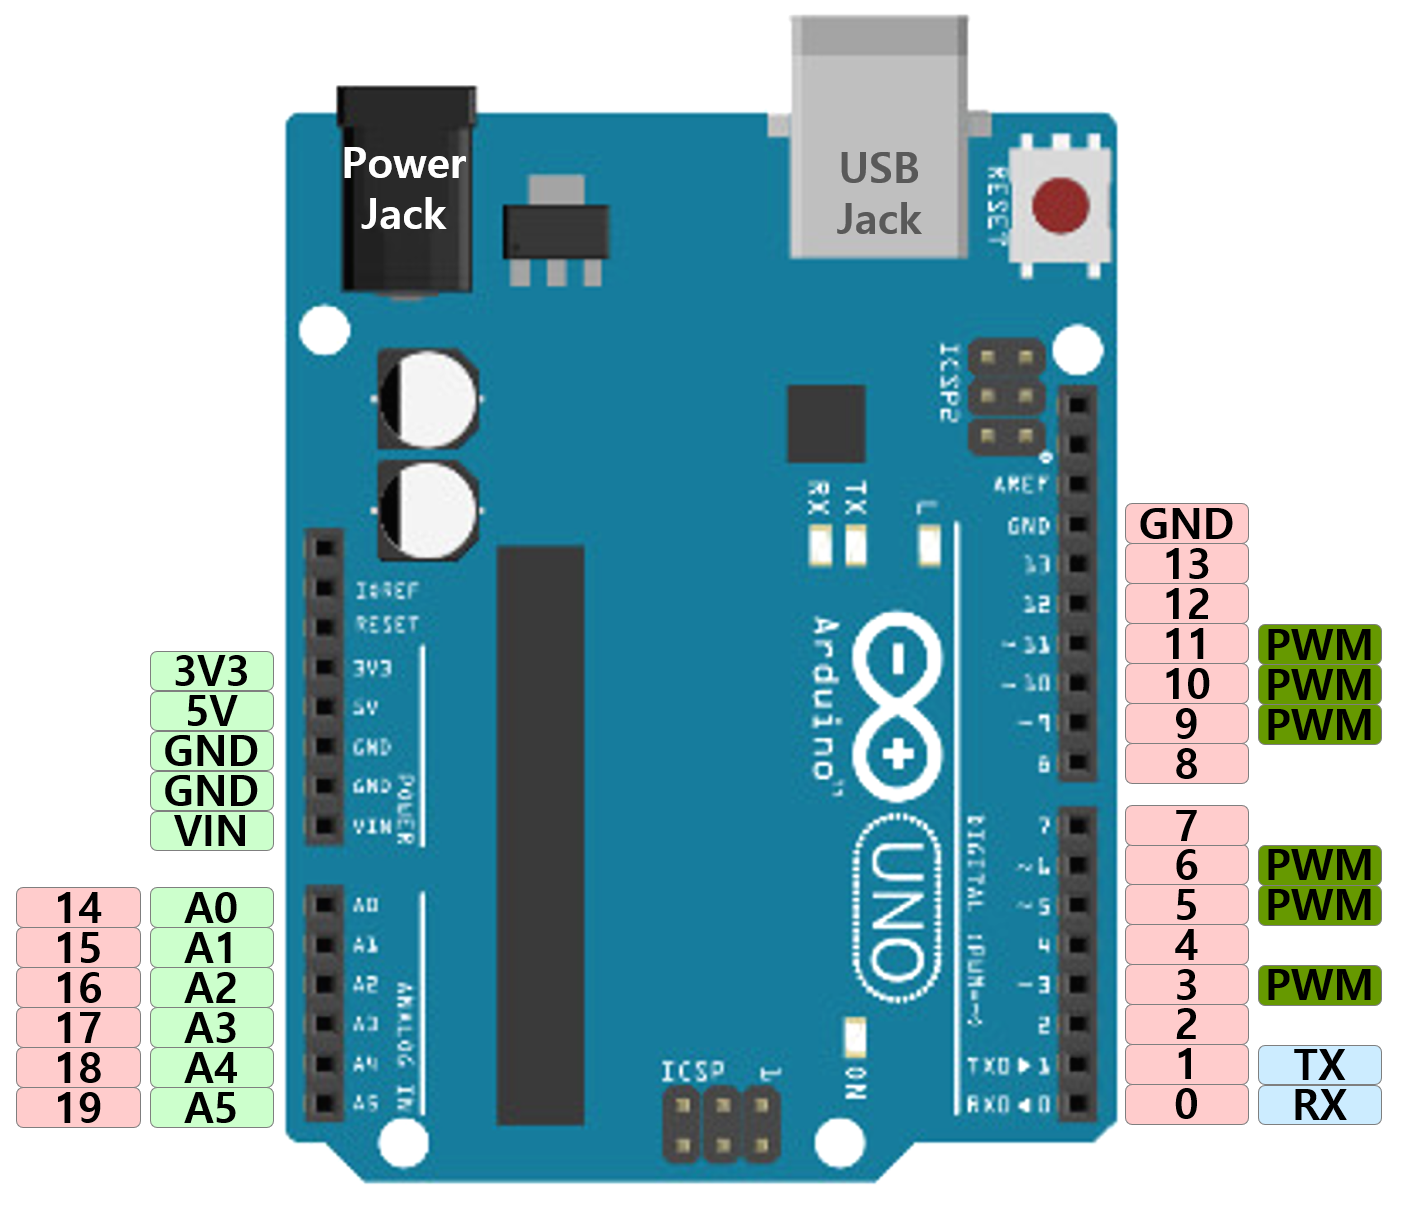 Power
Jack
USB
Jack
RESET
ICSP2
AREF
GND
13
12
~11
~10
~9
8
7
~6
~5
4
~3
2
TX0▶1
RX0◀0
RX
TX
L
IOREF
RESET
3V3
5V
GND
GND
VIN
POWER
A0
A1
A2
A3
A4
A5
ANALOG IN
Arduino™
UNO
DIGITAL (PWM=~)
ON
ICSP
1
3V3
5V
GND
GND
VIN
14 A0
15 A1
16 A2
17 A3
18 A4
19 A5
GND
13
12
11 PWM
10 PWM
9 PWM
8
7
6 PWM
5 PWM
4
3 PWM
2
1 TX
0 RX